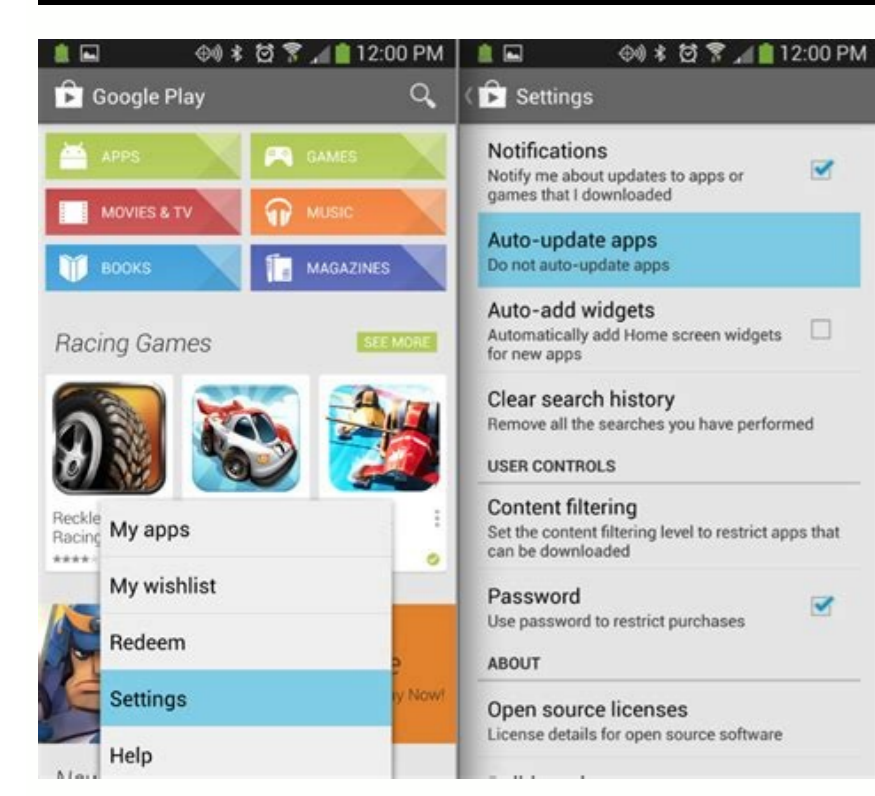 12:00 PM
Google Play
APPS
GAMES
MOVIES & TV
MUSIC
BOOKS
MAGAZINES
Racing Games
SEE MORE
Reckle
Racing
My apps
My wishlist
Redeem
Settings
Help
y Now!
12:00 PM
Settings
Notifications
Notify me about updates to apps or
games that I downloaded
Auto-update apps
Do not auto-update apps
Auto-add widgets
Automatically add Home screen widgets
for new apps
Clear search history
Remove all the searches you have performed
USER CONTROLS
Content filtering
Set the content filtering level to restrict apps that
can be downloaded
Password
Use password to restrict purchases
ABOUT
Open source licenses
License details for open source software